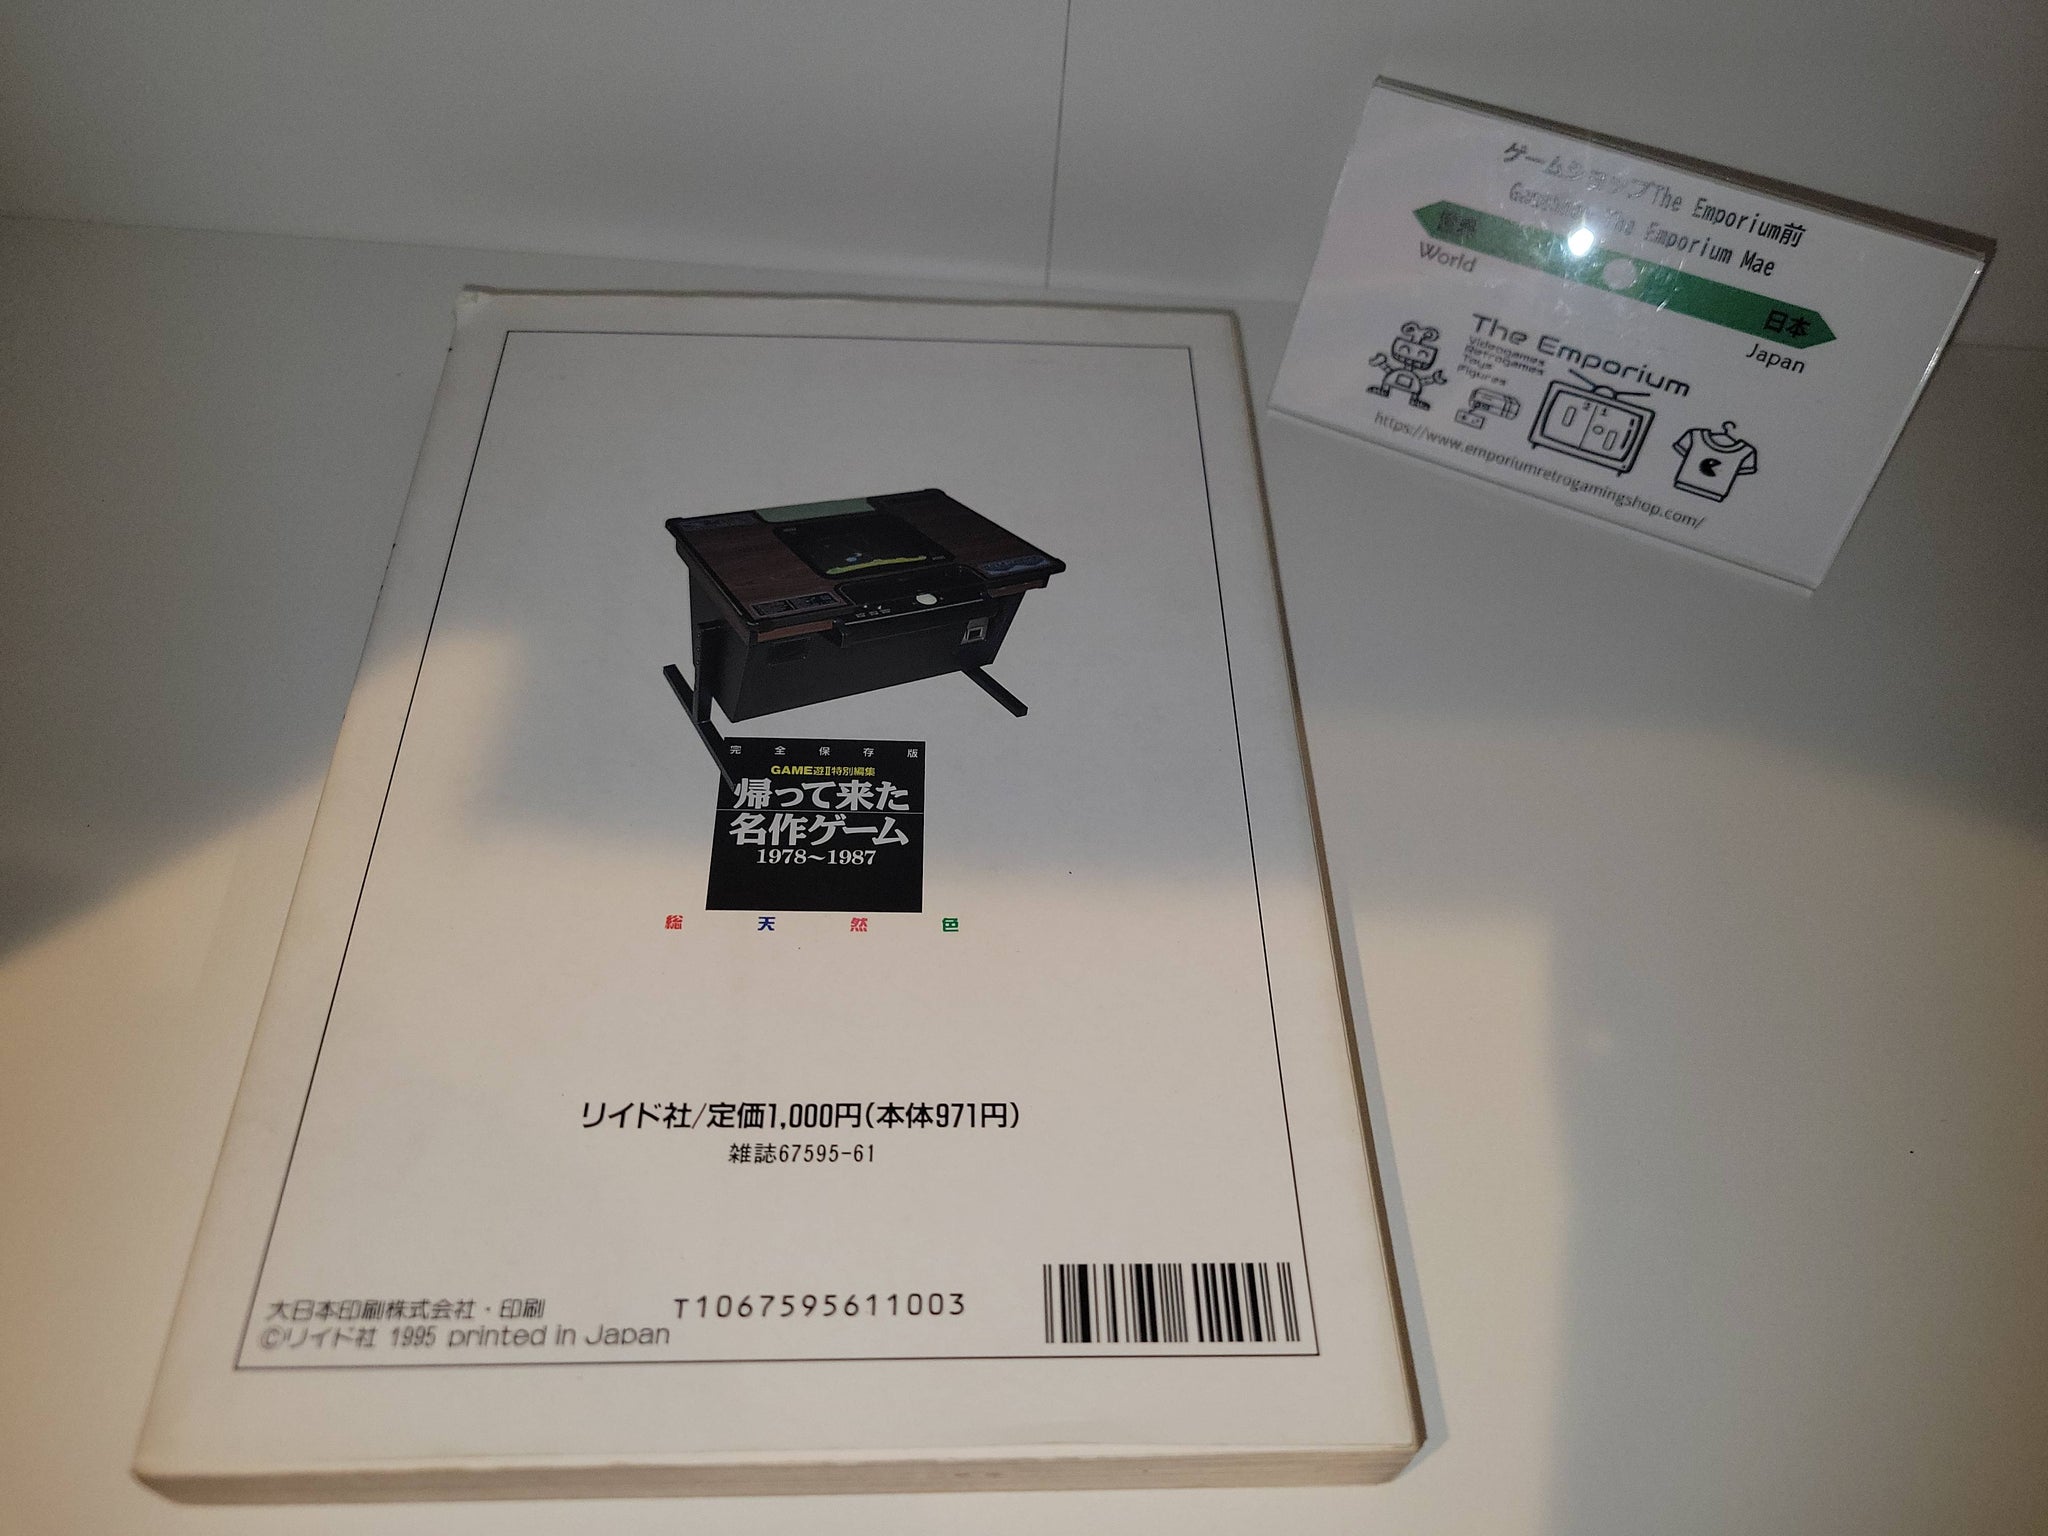 ゲームショップThe Emporium前
The Emporium Mae
世界
World
日本
Japan
The Emporium
Videogames
Retrogames
Toys
Figures
https://www.emporiumretrogamingshop.com/
完全保存版
GAME遊II特別編集
帰って来た
名作ゲーム
1978~1987
総天然色
リイド社/定価1,000円(本体971円)
雑誌67595-61
大日本印刷株式会社・印刷
©リイド社 1995 printed in Japan
T1067595611003